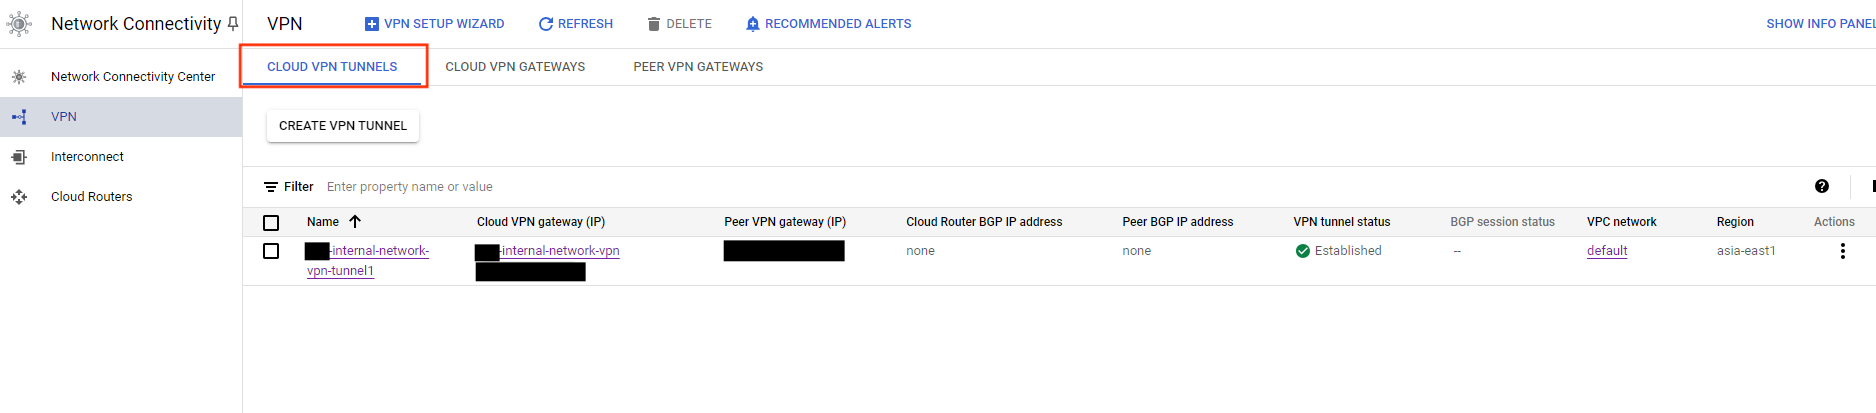 Network Connectivity
VPN
VPN SETUP WIZARD
REFRESH
DELETE
RECOMMENDED ALERTS
SHOW INFO PANEL
Network Connectivity Center
VPN
Interconnect
Cloud Routers
CLOUD VPN TUNNELS
CLOUD VPN GATEWAYS
PEER VPN GATEWAYS
CREATE VPN TUNNEL
Filter Enter property name or value
Name Cloud VPN gateway (IP) Peer VPN gateway (IP) Cloud Router BGP IP address Peer BGP IP address VPN tunnel status BGP session status VPC network Region Actions
-internal-network- -internal-network-vpn none none Established -- default asia-east1
vpn-tunnel1